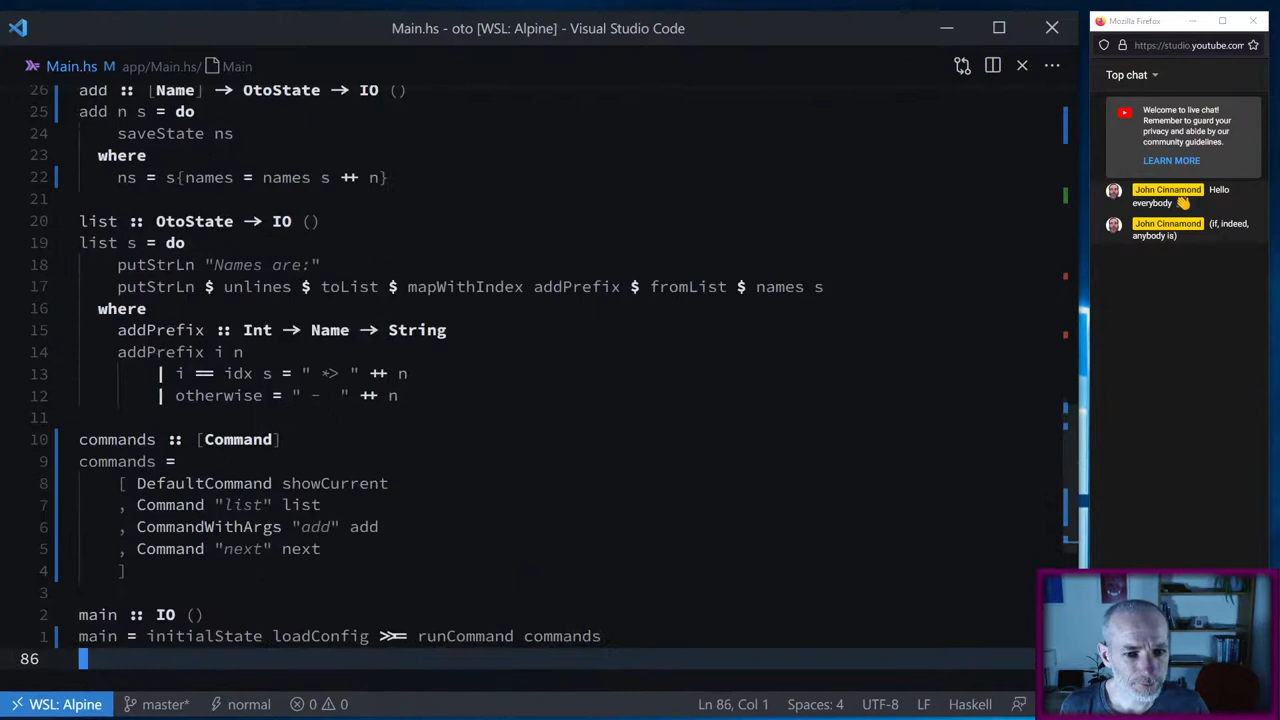 Main.hs - oto [WSL: Alpine] - Visual Studio Code
Main.hs M app/Main.hs/ Main
26 add :: [Name] → OtoState → IO ()
25 add n s = do
24 saveState ns
23 where
22 ns = s{names = names s ++ n}
21
20 list :: OtoState → IO ()
19 list s = do
18 putStrLn "Names are:"
17 putStrLn $ unlines $ toList $ mapWithIndex addPrefix $ fromList $ names s
16 where
15 addPrefix :: Int → Name → String
14 addPrefix i n
13 | i == idx s = " *> " ++ n
12 | otherwise = " - " ++ n
11
10 commands :: [Command]
9 commands =
8 [ DefaultCommand showCurrent
7 , Command "list" list
6 , CommandWithArgs "add" add
5 , Command "next" next
4 ]
3
2 main :: IO ()
1 main = initialState loadConfig >>= runCommand commands
86
WSL: Alpine master* normal 0 0 Ln 86, Col 1 Spaces: 4 UTF-8 LF Haskell
Mozilla Firefox
https://studio.youtube.com
Top chat
Welcome to live chat!
Remember to guard your
privacy and abide by our
community guidelines.
LEARN MORE
John Cinnamond Hello
everybody 👋
John Cinnamond (if, indeed,
anybody is)